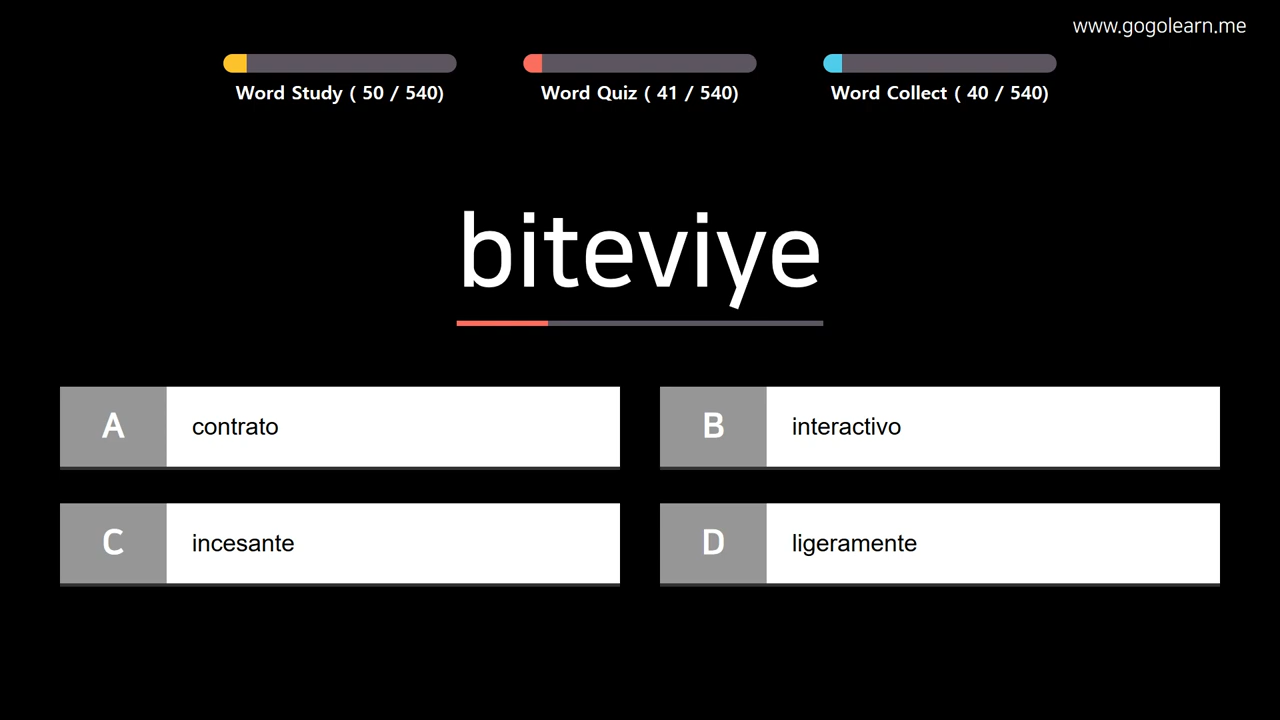 www.gogolearn.me
Word Study ( 50 / 540)
Word Quiz ( 41 / 540)
Word Collect ( 40 / 540)
biteviye
A contrato
B interactivo
C incesante
D ligeramente